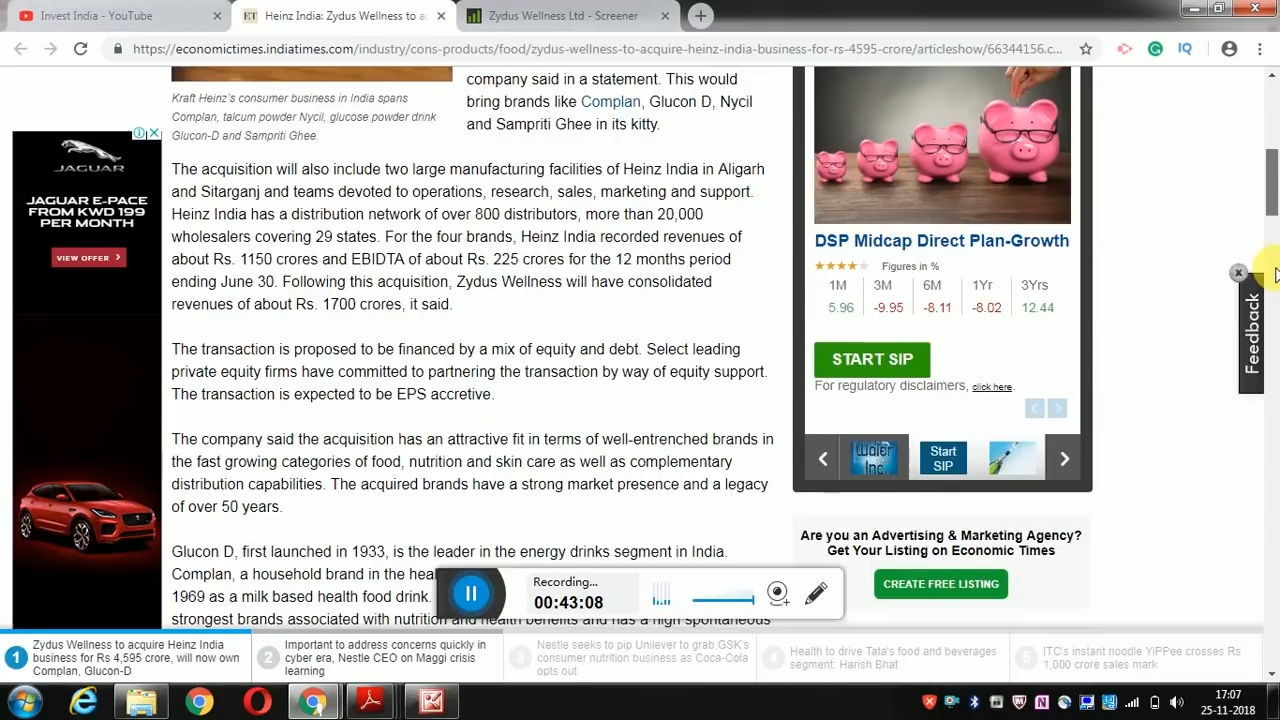 Invest India - YouTube
Heinz India: Zydus Wellness to a
Zydus Wellness Ltd - Screener
https://economictimes.indiatimes.com/industry/cons-products/food/zydus-wellness-to-acquire-heinz-india-business-for-rs-4595-crore/articleshow/66344156.c...
Kraft Heinz's consumer business in India spans
Complan, talcum powder Nycil, glucose powder drink
Glucon-D and Sampriti Ghee.
company said in a statement. This would
bring brands like Complan, Glucon D, Nycil
and Sampriti Ghee in its kitty.
The acquisition will also include two large manufacturing facilities of Heinz India in Aligarh
and Sitarganj and teams devoted to operations, research, sales, marketing and support.
Heinz India has a distribution network of over 800 distributors, more than 20,000
wholesalers covering 29 states. For the four brands, Heinz India recorded revenues of
about Rs. 1150 crores and EBIDTA of about Rs. 225 crores for the 12 months period
ending June 30. Following this acquisition, Zydus Wellness will have consolidated
revenues of about Rs. 1700 crores, it said.
The transaction is proposed to be financed by a mix of equity and debt. Select leading
private equity firms have committed to partnering the transaction by way of equity support.
The transaction is expected to be EPS accretive.
The company said the acquisition has an attractive fit in terms of well-entrenched brands in
the fast growing categories of food, nutrition and skin care as well as complementary
distribution capabilities. The acquired brands have a strong market presence and a legacy
of over 50 years.
Glucon D, first launched in 1933, is the leader in the energy drinks segment in India.
Complan, a household brand in the hea
1969 as a milk based health food drink.
strongest brands associated with nutrition and health benefits and has a high spontaneous
JAGUAR
JAGUAR E-PACE
FROM KWD 199
PER MONTH
VIEW OFFER
DSP Midcap Direct Plan-Growth
Figures in %
1M 3M 6M 1Yr 3Yrs
5.96 -9.95 -8.11 -8.02 12.44
START SIP
For regulatory disclaimers, click here.
Start
SIP
Are you an Advertising & Marketing Agency?
Get Your Listing on Economic Times
CREATE FREE LISTING
Feedback
Recording...
00:43:08
1 Zydus Wellness to acquire Heinz India
business for Rs 4,595 crore, will now own
Complan, Glucon-D
2 Important to address concerns quickly in
cyber era, Nestle CEO on Maggi crisis
learning
3 Nestle seeks to pip Unilever to grab GSK's
consumer nutrition business as Coca-Cola
opts out
4 Health to drive Tata's food and beverages
segment: Harish Bhat
5 ITC's instant noodle YiPPee crosses Rs
1,000 crore sales mark
17:07
25-11-2018